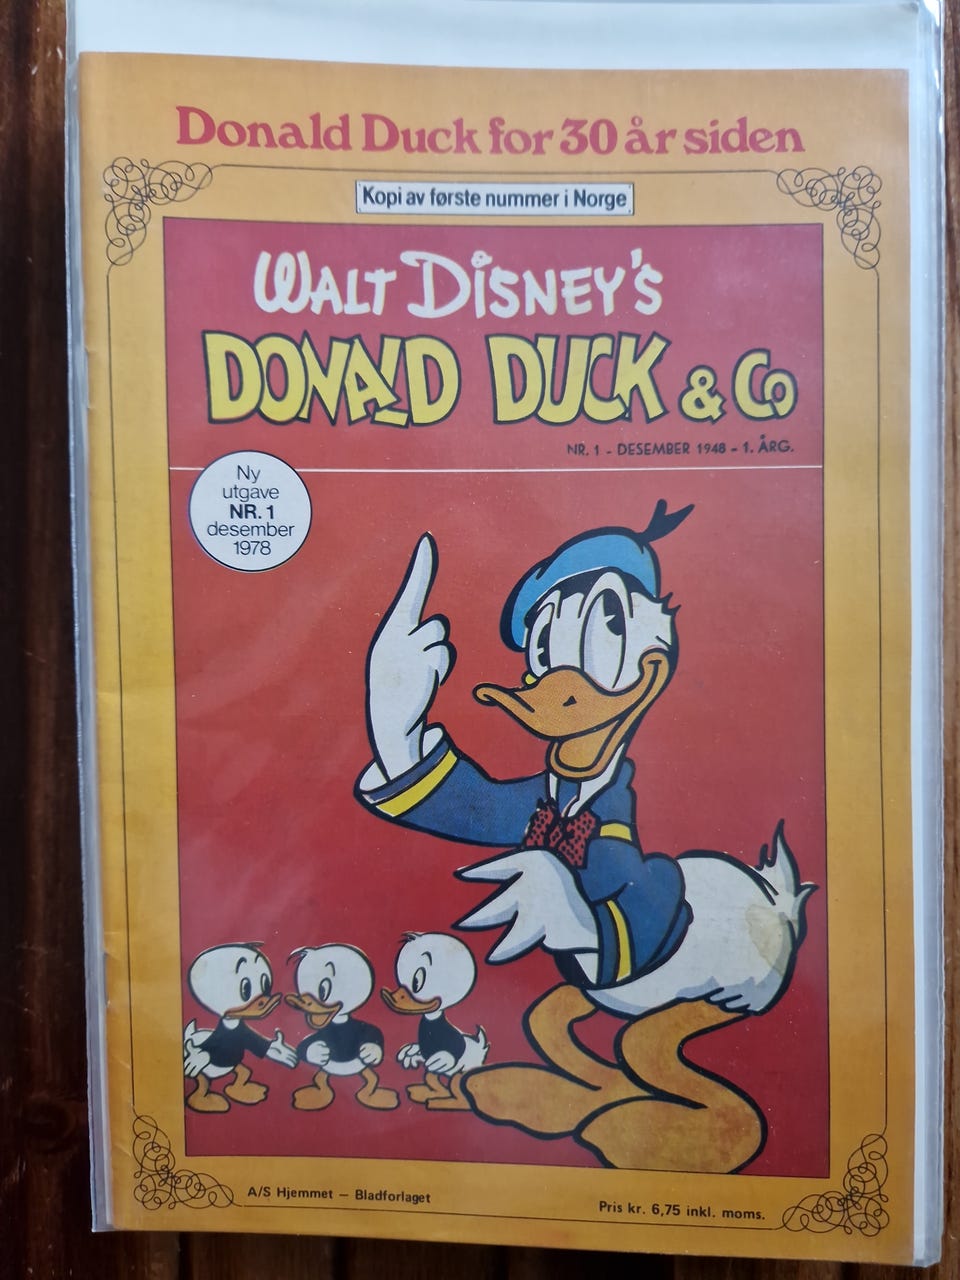 Donald Duck for 30 år siden
Kopi av første nummer i Norge
WALT DISNEY'S
DONALD DUCK & CO
NR. 1 - DESEMBER 1948 - 1. ÅRG.
Ny
utgave
NR. 1
desember
1978
A/S Hjemmet — Bladforlaget
Pris kr. 6,75 inkl. moms.